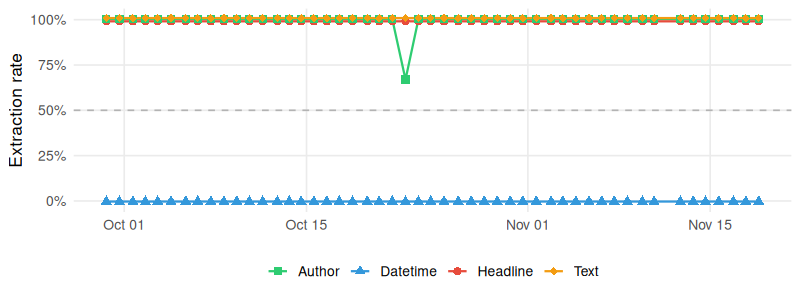 Extraction rate
100%
75%
50%
25%
0%
Oct 01 Oct 15 Nov 01 Nov 15
Author Datetime Headline Text